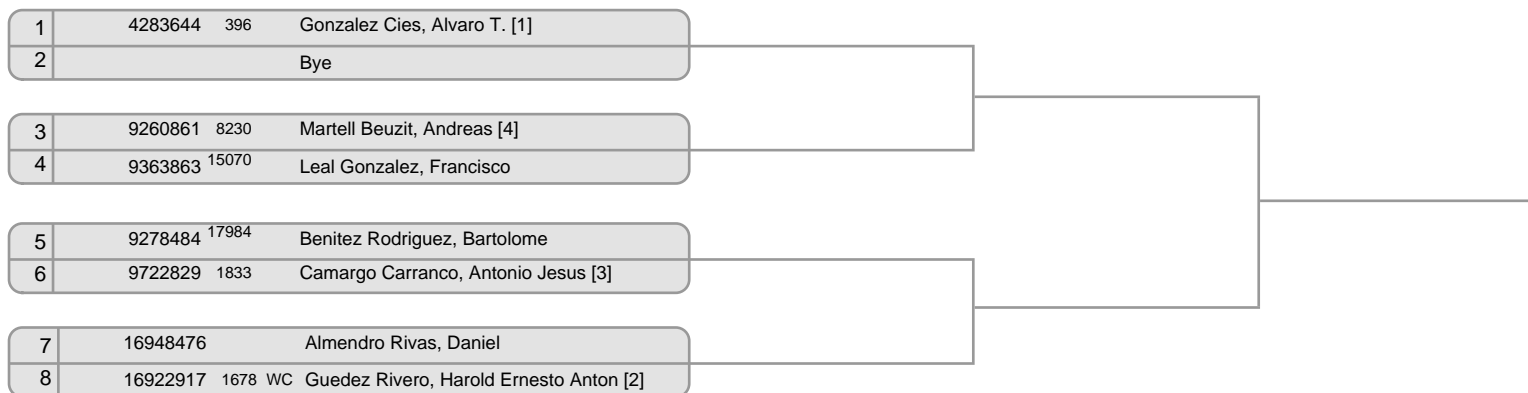 1 4283644 396 Gonzalez Cies, Alvaro T. [1]
2 Bye
3 9260861 8230 Martell Beuzit, Andreas [4]
4 9363863 15070 Leal Gonzalez, Francisco
5 9278484 17984 Benitez Rodriguez, Bartolome
6 9722829 1833 Camargo Carranco, Antonio Jesus [3]
7 16948476 Almendro Rivas, Daniel
8 16922917 1678 WC Guedez Rivero, Harold Ernesto Anton [2]